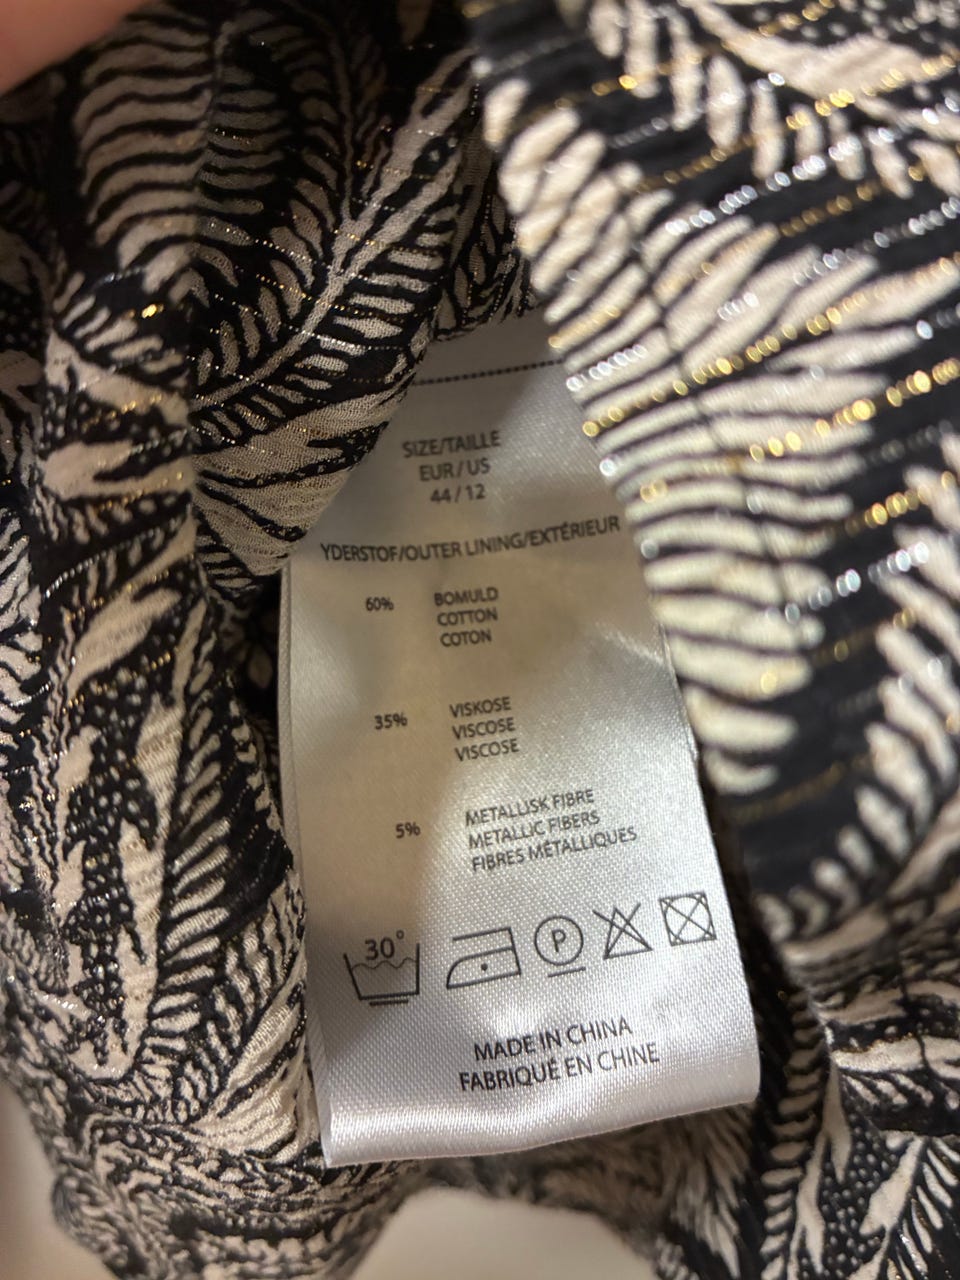 SIZE/TAILLE
EUR/US
44/12
YDERSTOF/OUTER LINING/EXTÉRIEUR
60% BOMULD
COTTON
COTON
35% VISKOSE
VISCOSE
VISCOSE
5% METALLISK FIBRE
METALLIC FIBERS
FIBRES MÉTALLIQUES
30° P
MADE IN CHINA
FABRIQUÉ EN CHINE